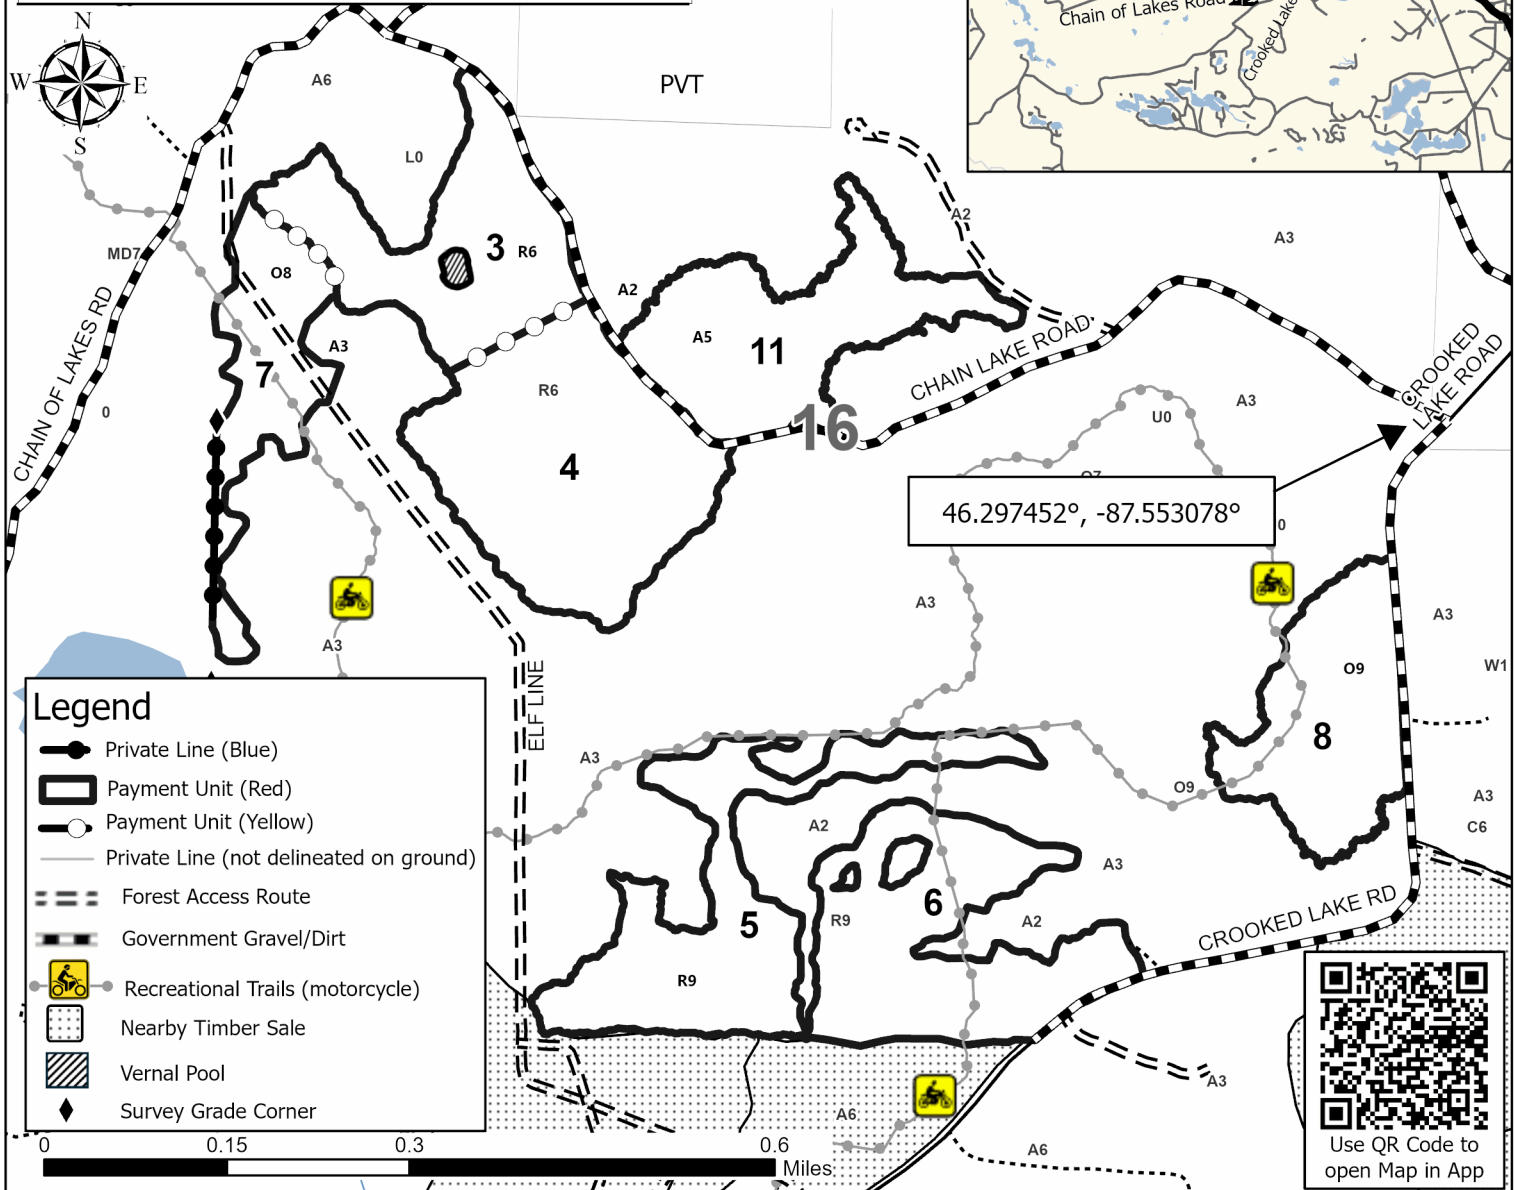 Chain of Lakes Road
Crooked Lake
N
W
E
S
A6
PVT
L0
A2
A3
MD7
3
R6
O8
A2
CHAIN OF LAKES RD
A3
A5
11
CHAIN LAKE ROAD
CROOKED
LAKE ROAD
7
R6
0
16
U0
A3
4
46.297452°, -87.553078°
0
A3
A3
A3
W1
O9
ELF LINE
8
A3
O9
A3
C6
A2
A3
6
R9
5
A2
R9
CROOKED LAKE RD
A3
A6
A6
Legend
Private Line (Blue)
Payment Unit (Red)
Payment Unit (Yellow)
Private Line (not delineated on ground)
Forest Access Route
Government Gravel/Dirt
Recreational Trails (motorcycle)
Nearby Timber Sale
Vernal Pool
Survey Grade Corner
0 0.15 0.3 0.6
Miles
Use QR Code to
open Map in App